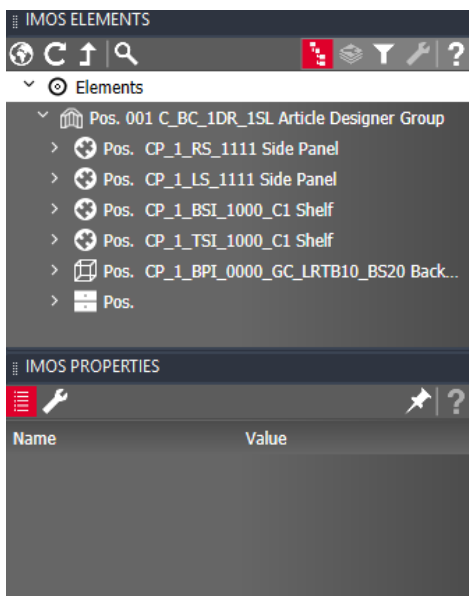 IMOS ELEMENTS
?
Elements
Pos. 001 C_BC_1DR_1SL Article Designer Group
Pos. CP_1_RS_1111 Side Panel
Pos. CP_1_LS_1111 Side Panel
Pos. CP_1_BSI_1000_C1 Shelf
Pos. CP_1_TSI_1000_C1 Shelf
Pos. CP_1_BPI_0000_GC_LRTB10_BS20 Back...
Pos.
IMOS PROPERTIES
?
Name Value